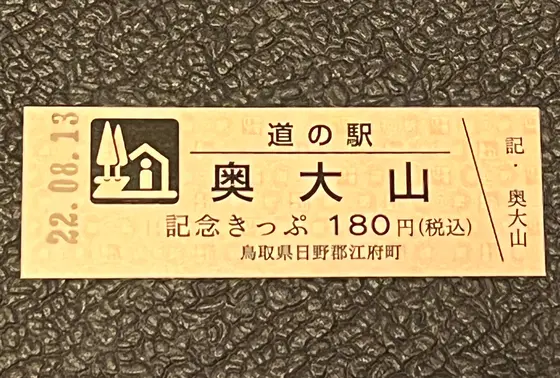 22.08.13
道の駅
奥大山
記念きっぷ 180円(税込)
鳥取県日野郡江府町
記・奥大山